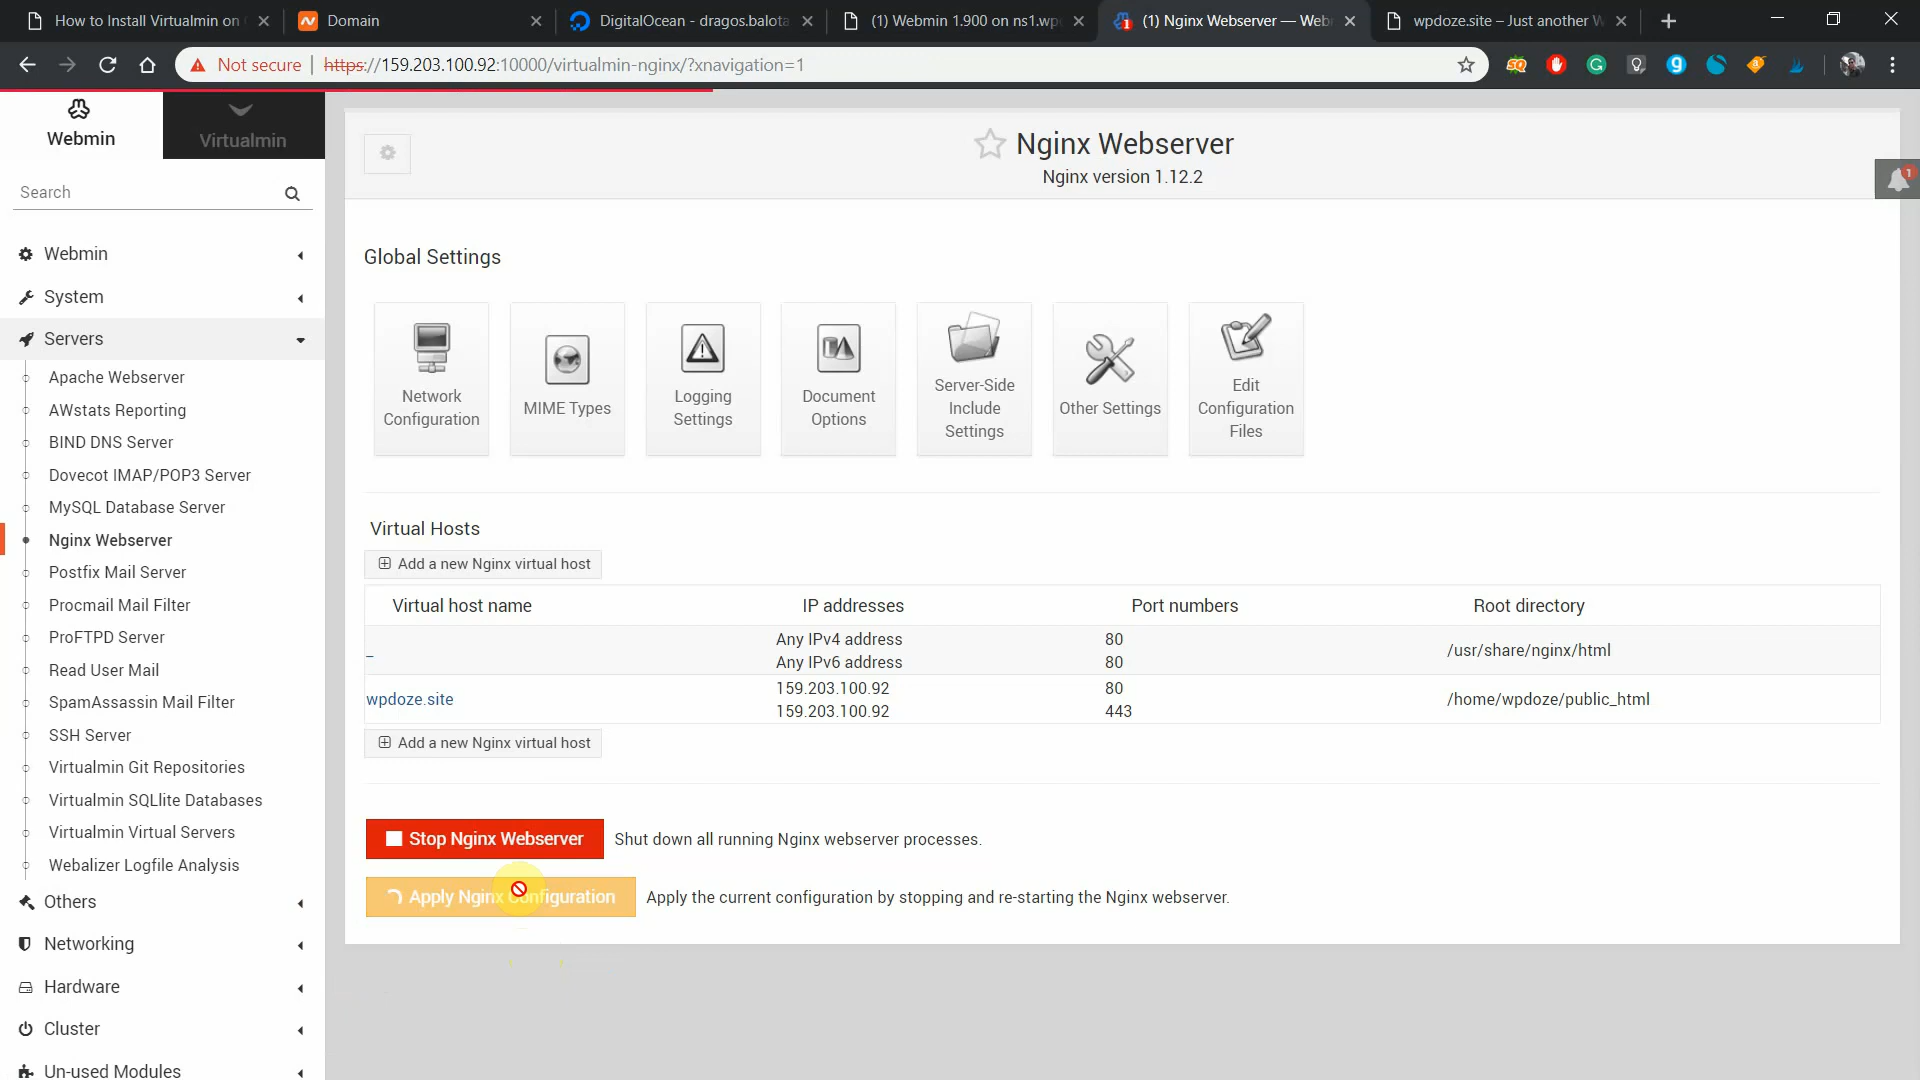 How to Install Virtualmin on
Domain
DigitalOcean - dragos.balota
(1) Webmin 1.900 on ns1.wp
(1) Nginx Webserver — Web
wpdoze.site – Just another W
Not secure
https://159.203.100.92:10000/virtualmin-nginx/?xnavigation=1
Webmin
Virtualmin
Search
Webmin
System
Servers
Apache Webserver
AWstats Reporting
BIND DNS Server
Dovecot IMAP/POP3 Server
MySQL Database Server
Nginx Webserver
Postfix Mail Server
Procmail Mail Filter
ProFTPD Server
Read User Mail
SpamAssassin Mail Filter
SSH Server
Virtualmin Git Repositories
Virtualmin SQLlite Databases
Virtualmin Virtual Servers
Webalizer Logfile Analysis
Others
Networking
Hardware
Cluster
Un-used Modules
Nginx Webserver
Nginx version 1.12.2
1
Global Settings
Network
Configuration
MIME Types
Logging
Settings
Document
Options
Server-Side
Include
Settings
Other Settings
Edit
Configuration
Files
Virtual Hosts
Add a new Nginx virtual host
Virtual host name IP addresses Port numbers Root directory
_ Any IPv4 address 80 /usr/share/nginx/html
Any IPv6 address 80
wpdoze.site 159.203.100.92 80 /home/wpdoze/public_html
159.203.100.92 443
Add a new Nginx virtual host
Stop Nginx Webserver Shut down all running Nginx webserver processes.
Apply Nginx Configuration Apply the current configuration by stopping and re-starting the Nginx webserver.